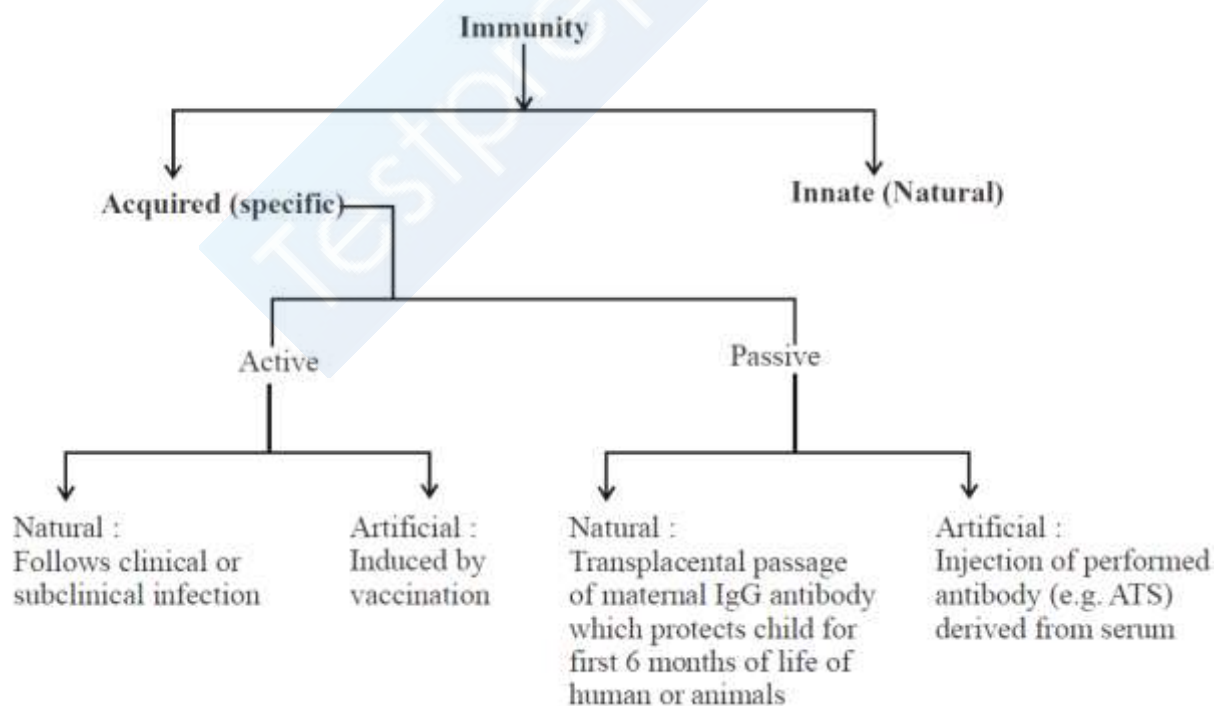 Immunity
Acquired (specific)
Innate (Natural)
Active
Passive
Natural :
Follows clinical or
subclinical infection
Artificial :
Induced by
vaccination
Natural :
Transplacental passage
of maternal IgG antibody
which protects child for
first 6 months of life of
human or animals
Artificial :
Injection of performed
antibody (e.g. ATS)
derived from serum
Testprep